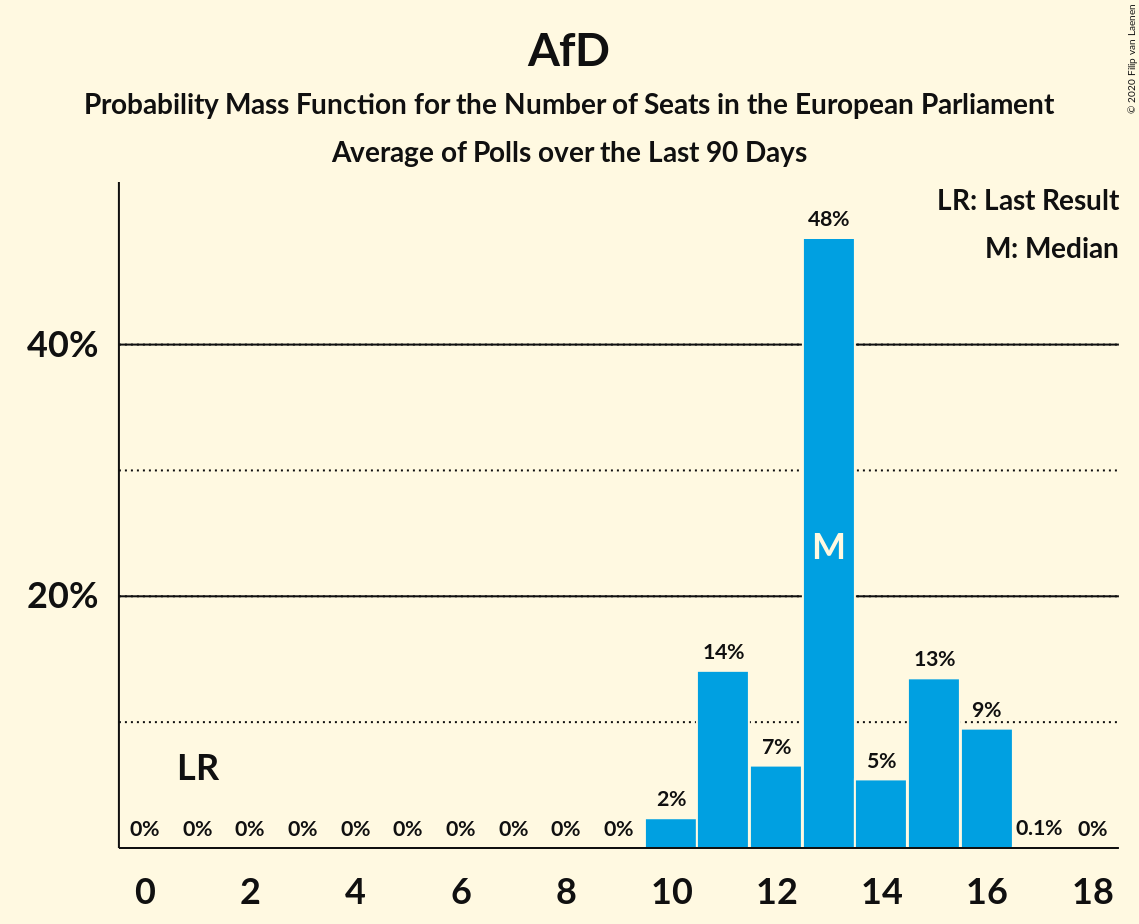 AfD
Probability Mass Function for the Number of Seats in the European Parliament
Average of Polls over the Last 90 Days
© 2020 Filip van Laenen
LR: Last Result
M: Median
48%
40%
M
20%
14%
13%
9%
7%
5%
LR
2%
0% 0% 0% 0% 0% 0% 0% 0% 0% 0% 0.1% 0%
0 2 4 6 8 10 12 14 16 18